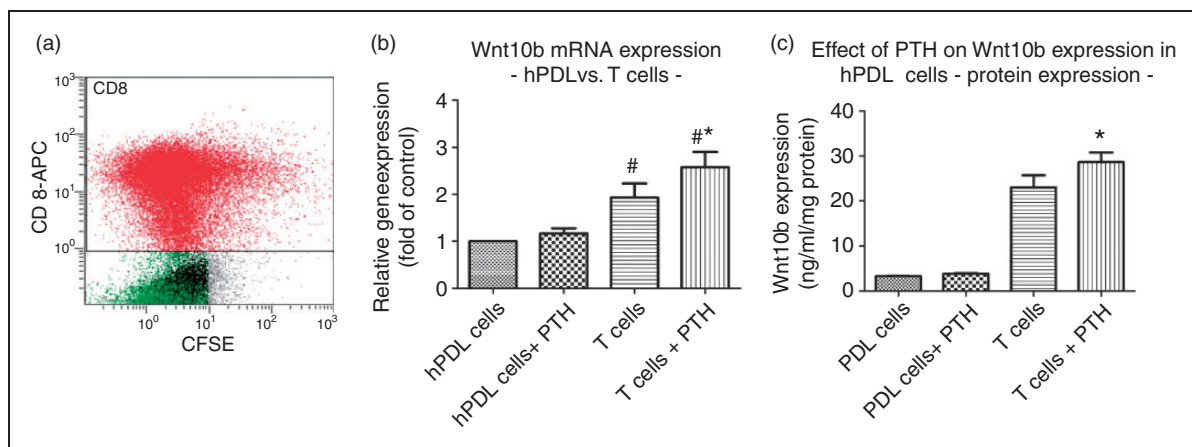 (a)
CD8
CD 8-APC
10³
10²
10¹
10⁰
10⁰ 10¹ 10² 10³
CFSE
(b)
Wnt10b mRNA expression
- hPDLvs. T cells -
Relative geneexpression
(fold of control)
4
3
2
1
0
#
#*
hPDL cells
hPDL cells+ PTH
T cells
T cells + PTH
(c)
Effect of PTH on Wnt10b expression in
hPDL cells - protein expression -
Wnt10b expression
(ng/ml/mg protein)
40
30
20
10
0
*
PDL cells
PDL cells+ PTH
T cells
T cells + PTH